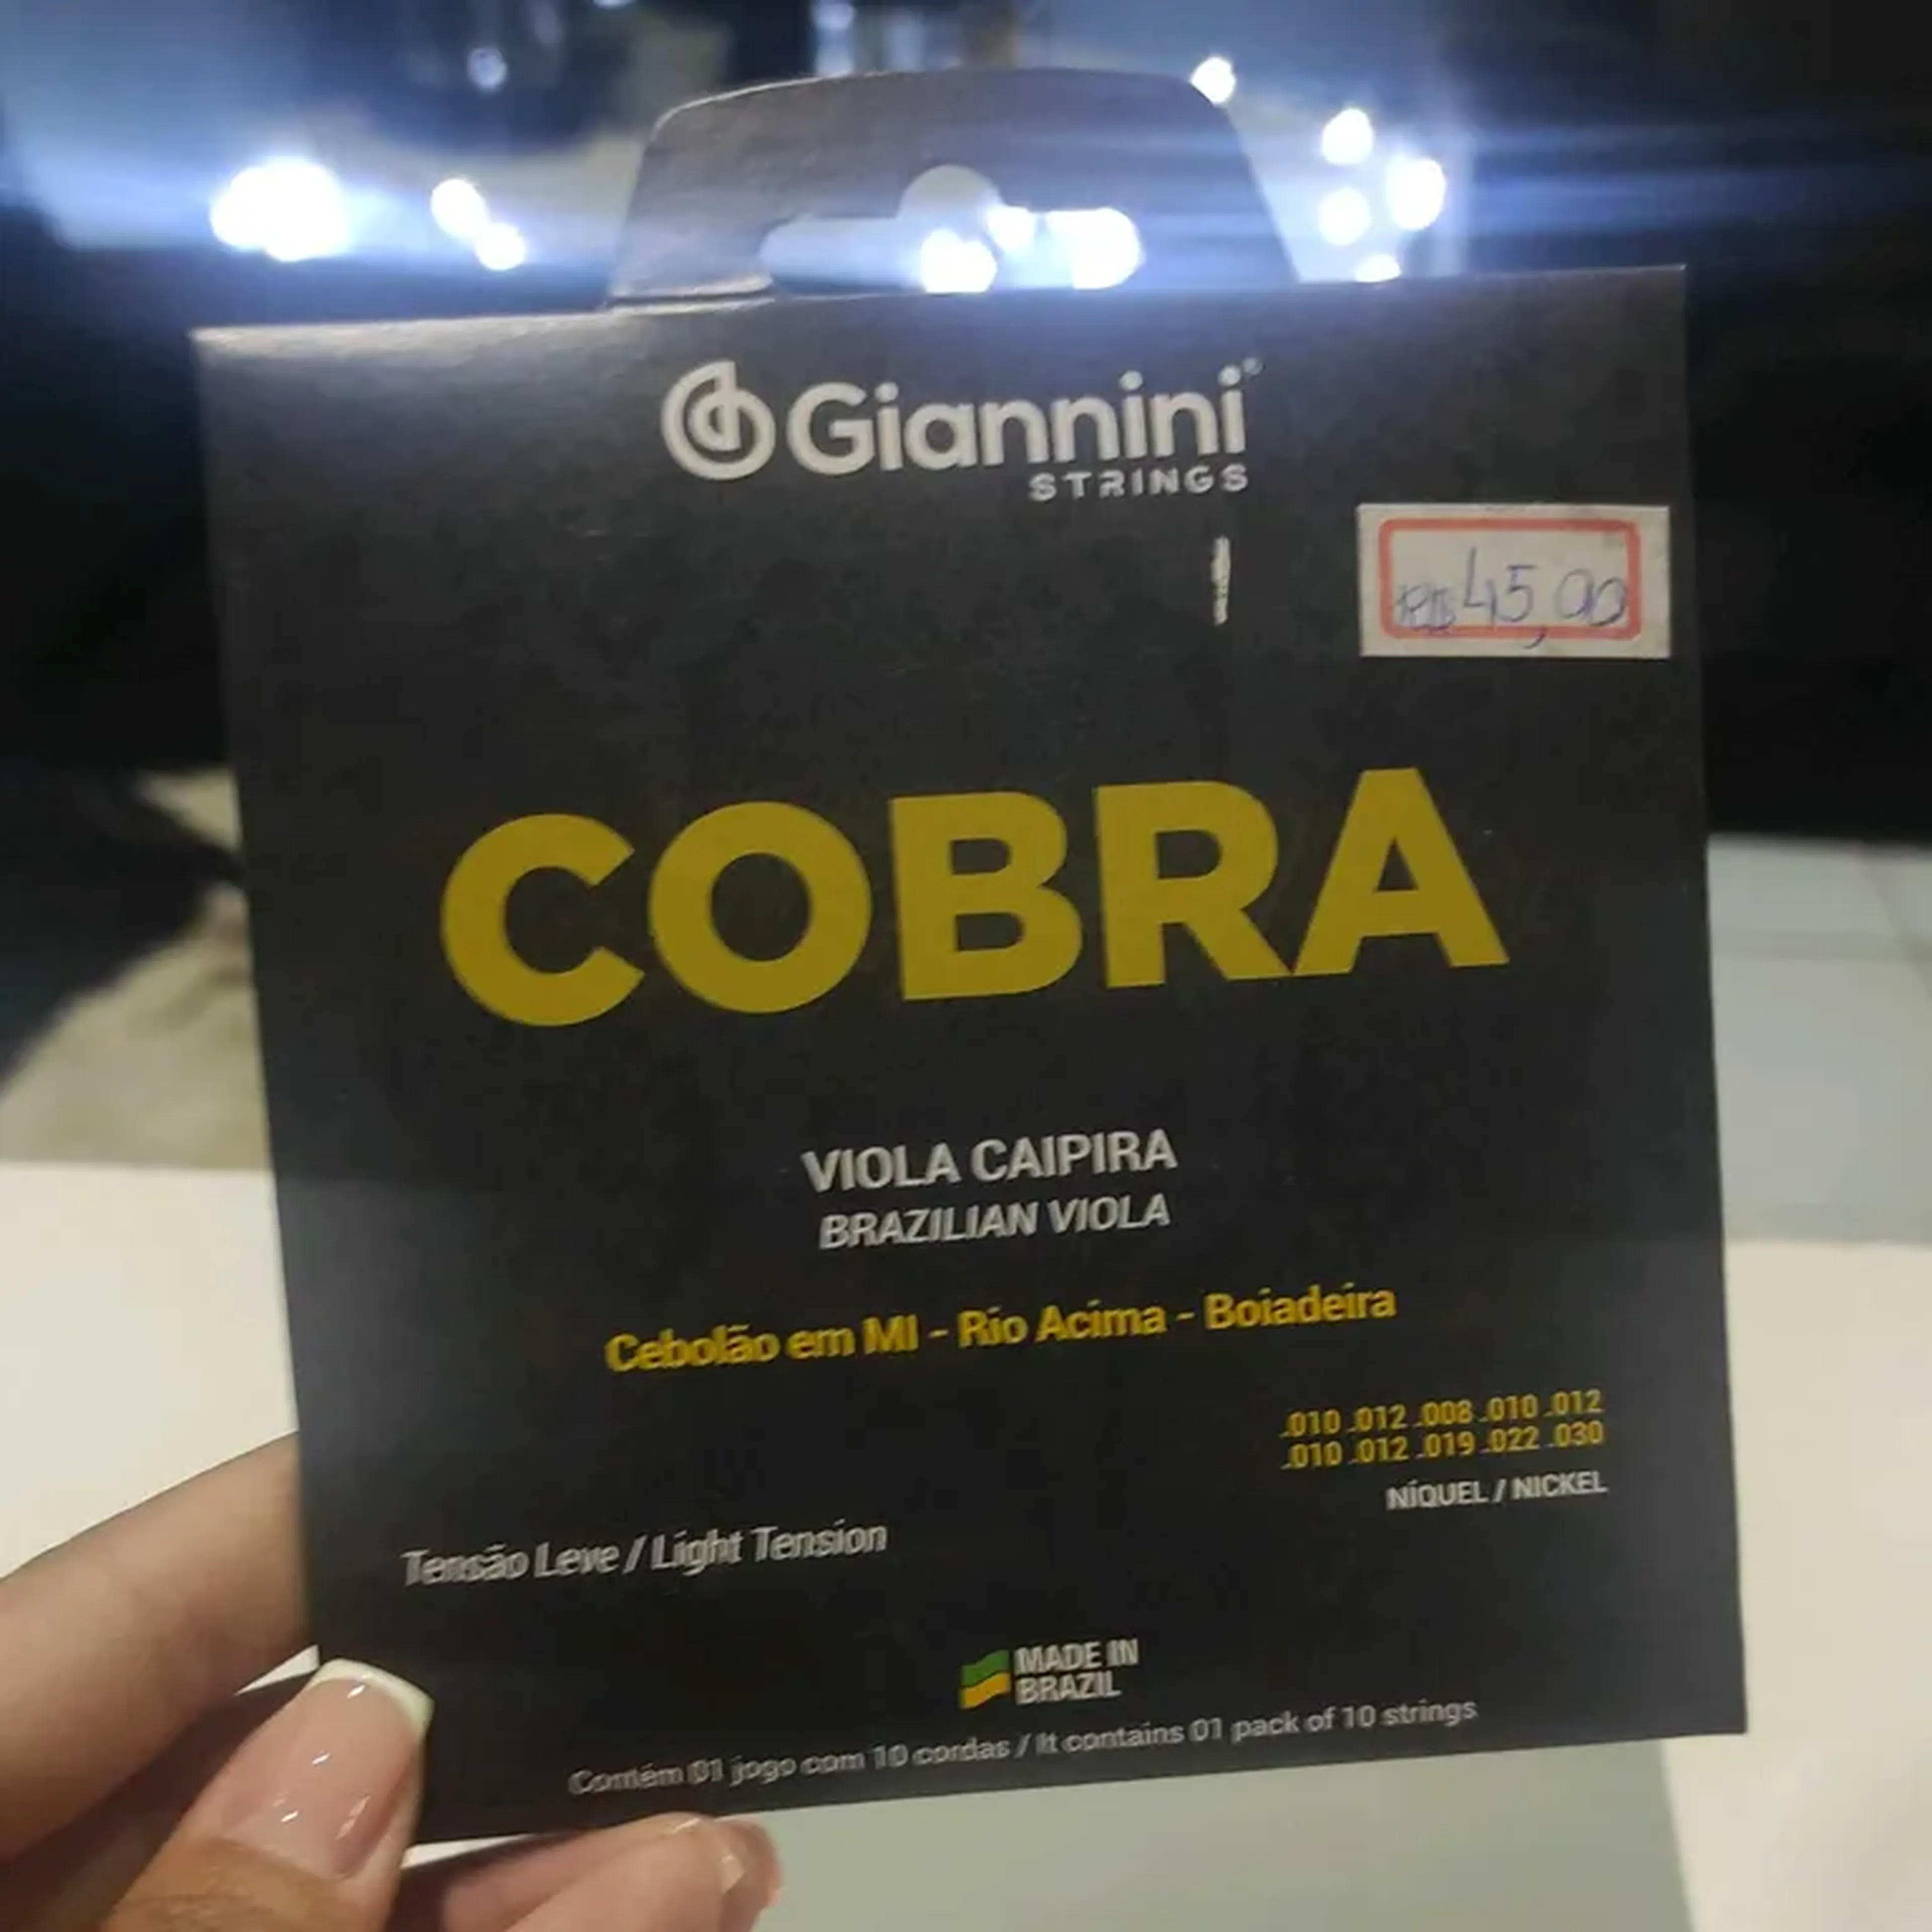 Giannini®
STRINGS
R$ 45,00
COBRA
VIOLA CAIPIRA
BRAZILIAN VIOLA
Cebolão em MI - Rio Acima - Boiadeira
.010 .012 .008 .010 .012
.010 .012 .019 .022 .030
NÍQUEL / NICKEL
Tensão Leve / Light Tension
MADE IN
BRAZIL
Contém 01 jogo com 10 cordas / It contains 01 pack of 10 strings